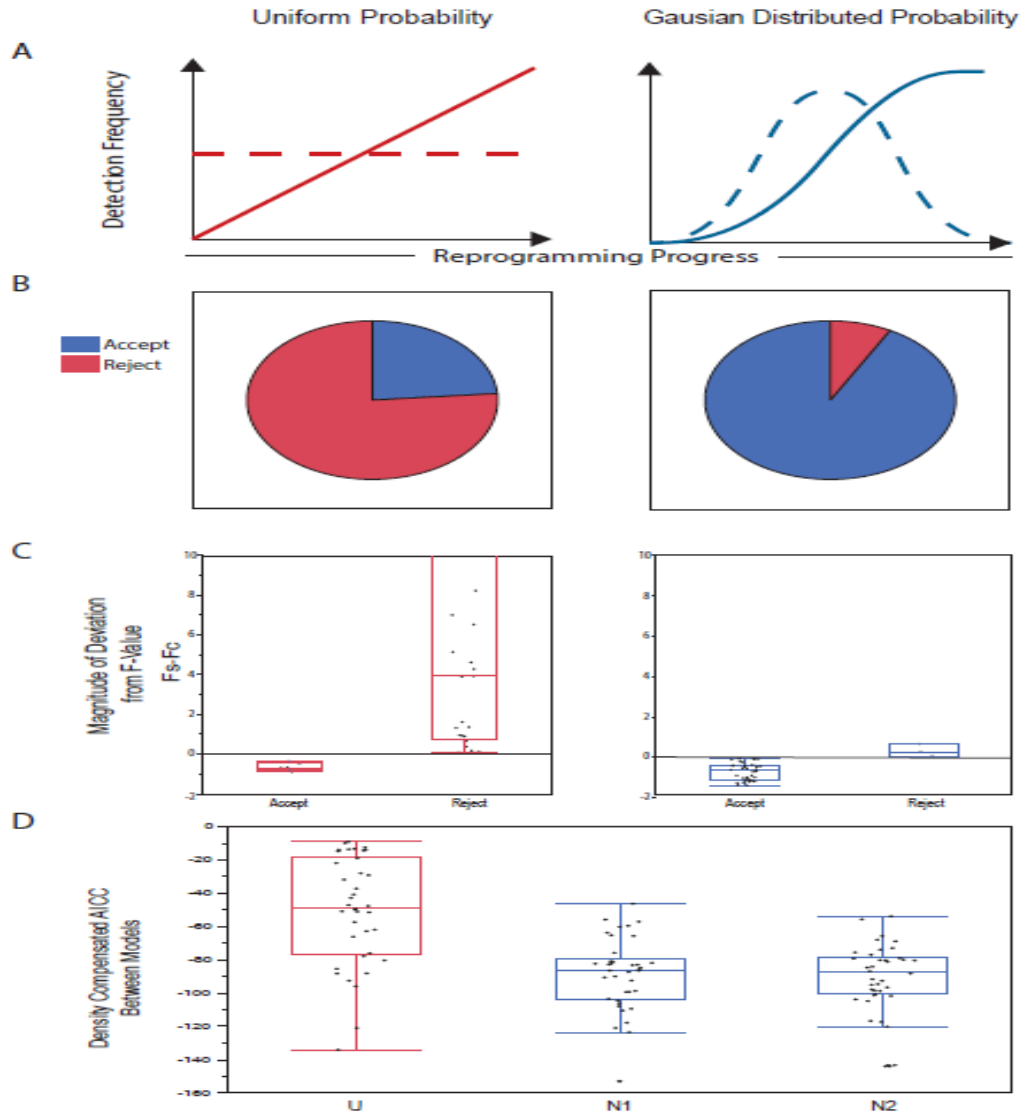 Uniform Probability
Gausian Distributed Probability
A
Detection Frequency
Reprogramming Progress
B
Accept
Reject
C
Magnitude of Deviation
from F-Value
Fs-Fc
10
8
6
4
2
0
-2
Accept
Reject
10
8
6
4
2
0
-2
Accept
Reject
D
Density Compensated AICC
Between Models
0
-20
-40
-60
-80
-100
-120
-140
-160
U
N1
N2